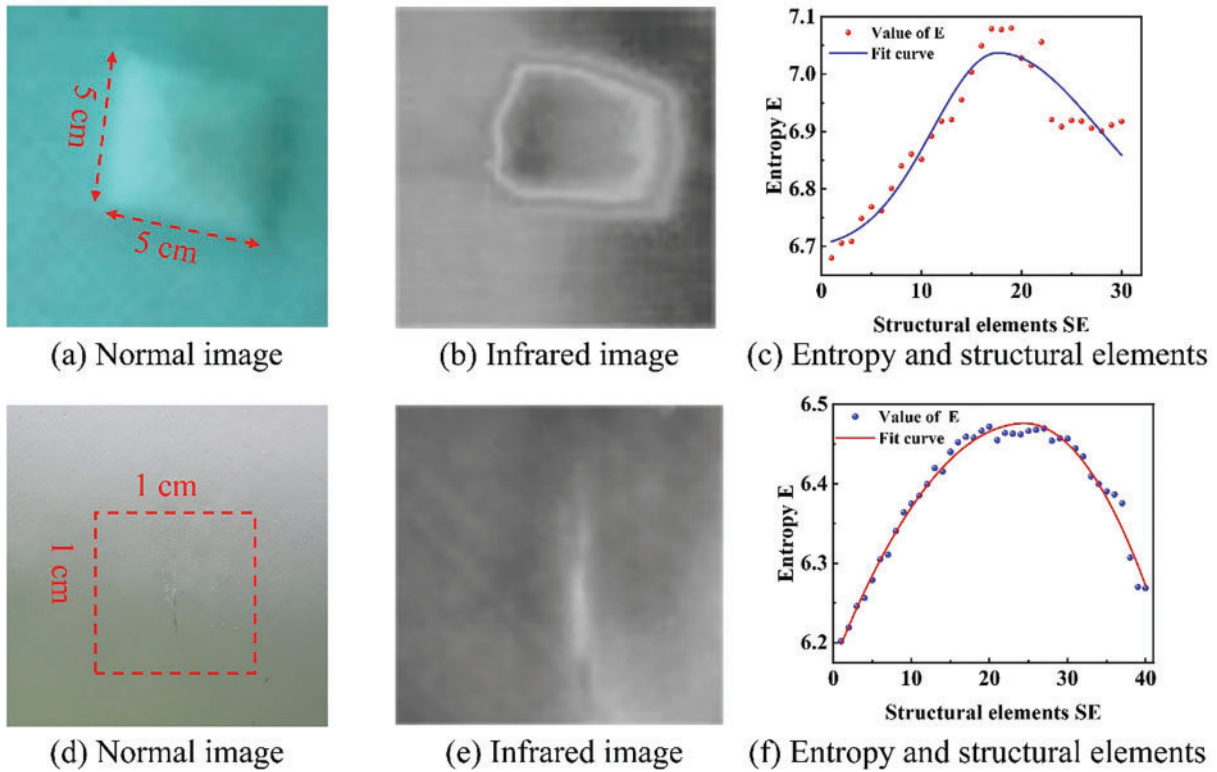 5 cm
5 cm
(a) Normal image
(b) Infrared image
7.1
7.0
6.9
6.8
6.7
Entropy E
Value of E
Fit curve
0 10 20 30
Structural elements SE
(c) Entropy and structural elements
1 cm
1 cm
(d) Normal image
(e) Infrared image
6.5
6.4
6.3
6.2
Entropy E
Value of E
Fit curve
0 10 20 30 40
Structural elements SE
(f) Entropy and structural elements